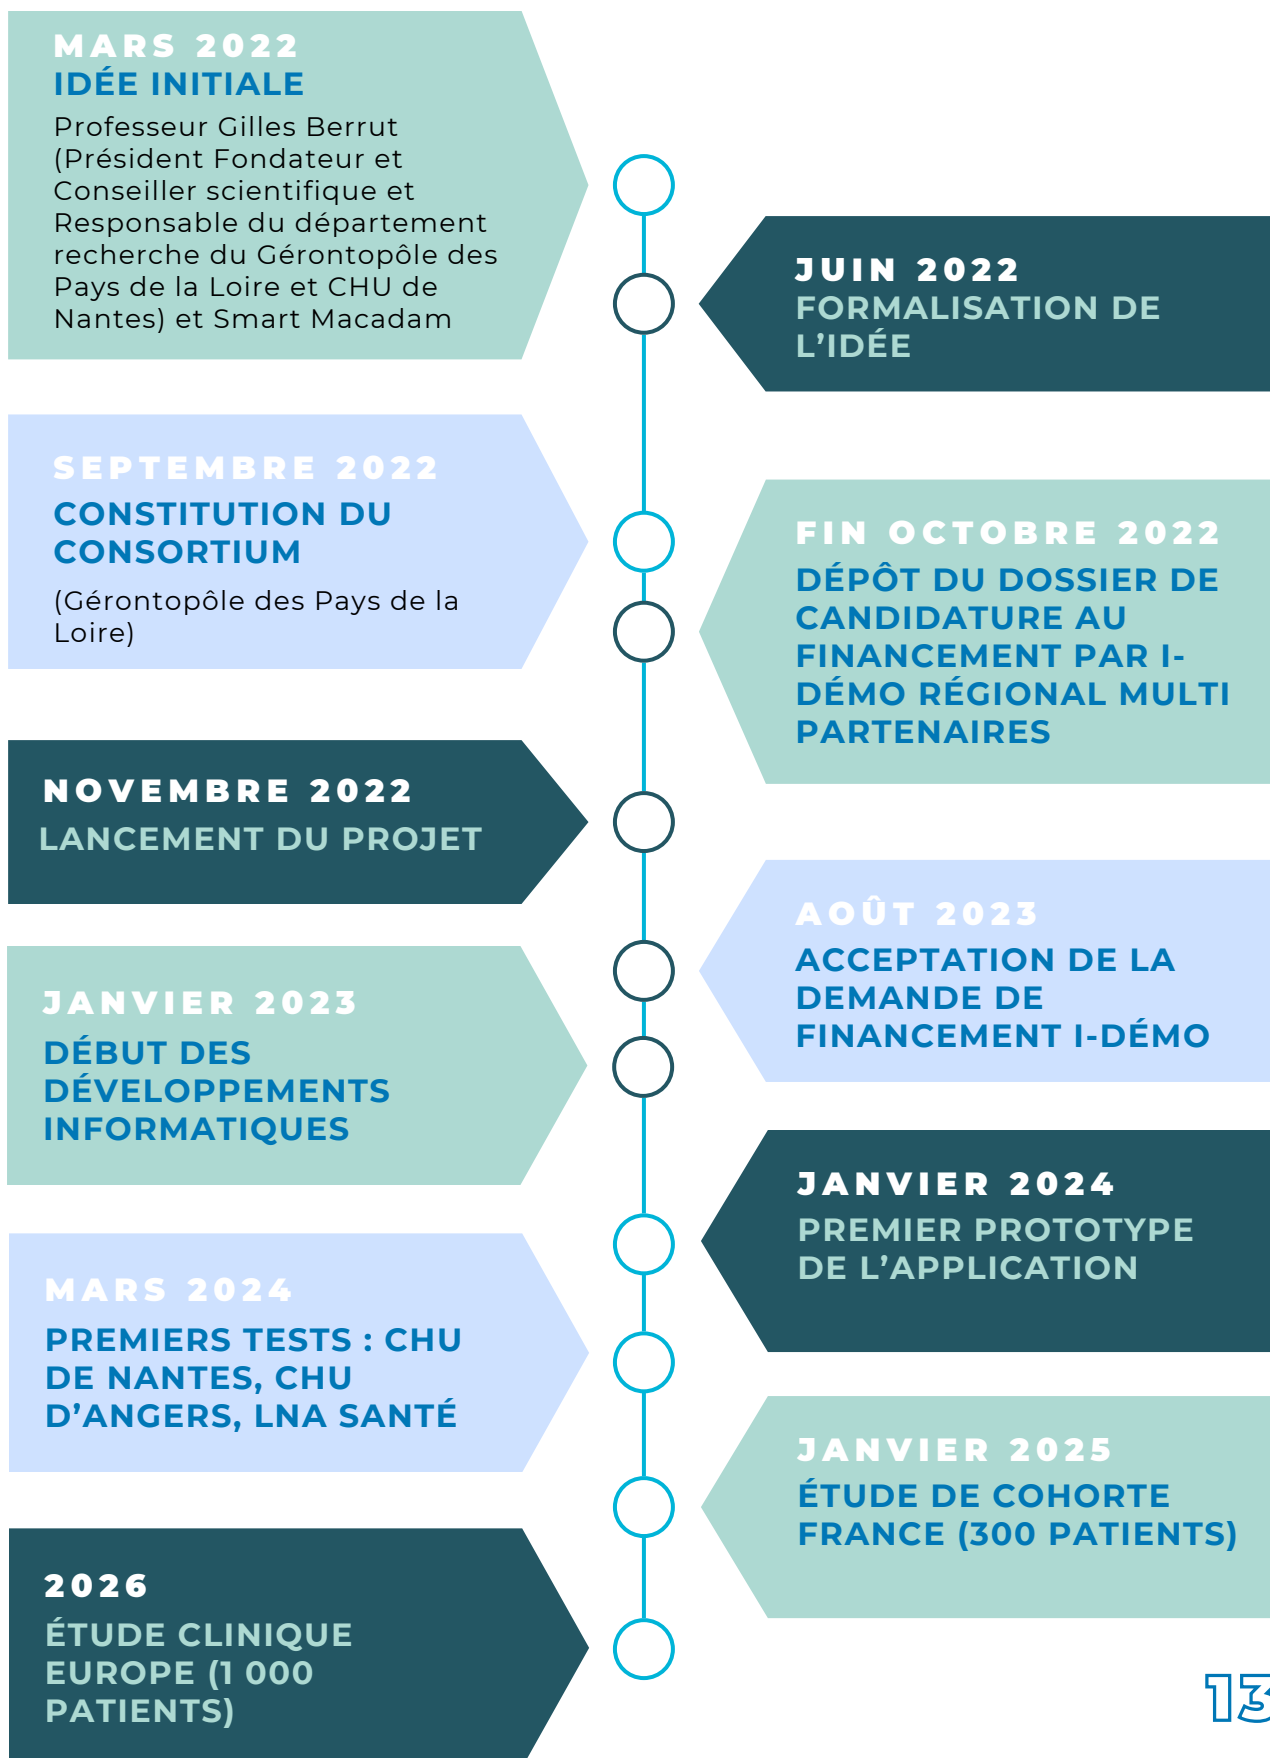 MARS 2022
IDÉE INITIALE
Professeur Gilles Berrut
(Président Fondateur et
Conseiller scientifique et
Responsable du département
recherche du Gérontopôle des
Pays de la Loire et CHU de
Nantes) et Smart Macadam
JUIN 2022
FORMALISATION DE
L’IDÉE
SEPTEMBRE 2022
CONSTITUTION DU
CONSORTIUM
(Gérontopôle des Pays de la
Loire)
FIN OCTOBRE 2022
DÉPÔT DU DOSSIER DE
CANDIDATURE AU
FINANCEMENT PAR I-
DÉMO RÉGIONAL MULTI
PARTENAIRES
NOVEMBRE 2022
LANCEMENT DU PROJET
AOÛT 2023
ACCEPTATION DE LA
DEMANDE DE
FINANCEMENT I-DÉMO
JANVIER 2023
DÉBUT DES
DÉVELOPPEMENTS
INFORMATIQUES
JANVIER 2024
PREMIER PROTOTYPE
DE L’APPLICATION
MARS 2024
PREMIERS TESTS : CHU
DE NANTES, CHU
D’ANGERS, LNA SANTÉ
JANVIER 2025
ÉTUDE DE COHORTE
FRANCE (300 PATIENTS)
2026
ÉTUDE CLINIQUE
EUROPE (1 000
PATIENTS)
13